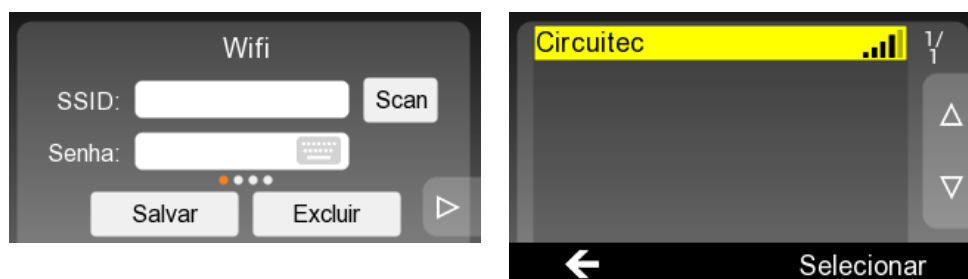 Wifi
SSID:
Scan
Senha:
Salvar
Excluir
Circuitec
1/
1
Selecionar